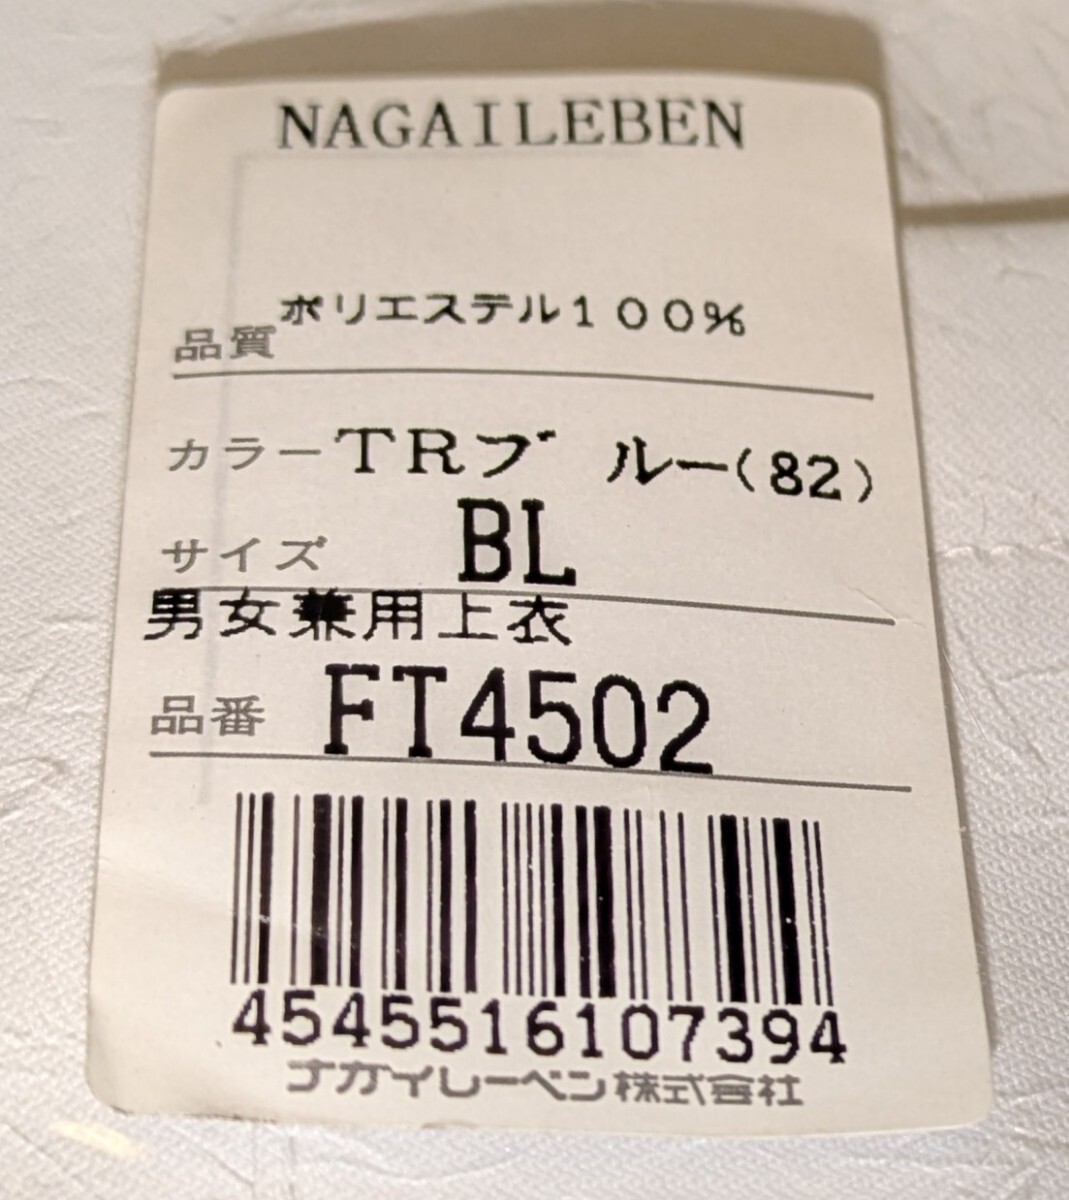 NAGAILEBEN
ポリエステル100%
品質
カラー TRブルー(82)
サイズ BL
男女兼用上衣
品番 FT4502
4545516107394
ナガイレーベン株式会社